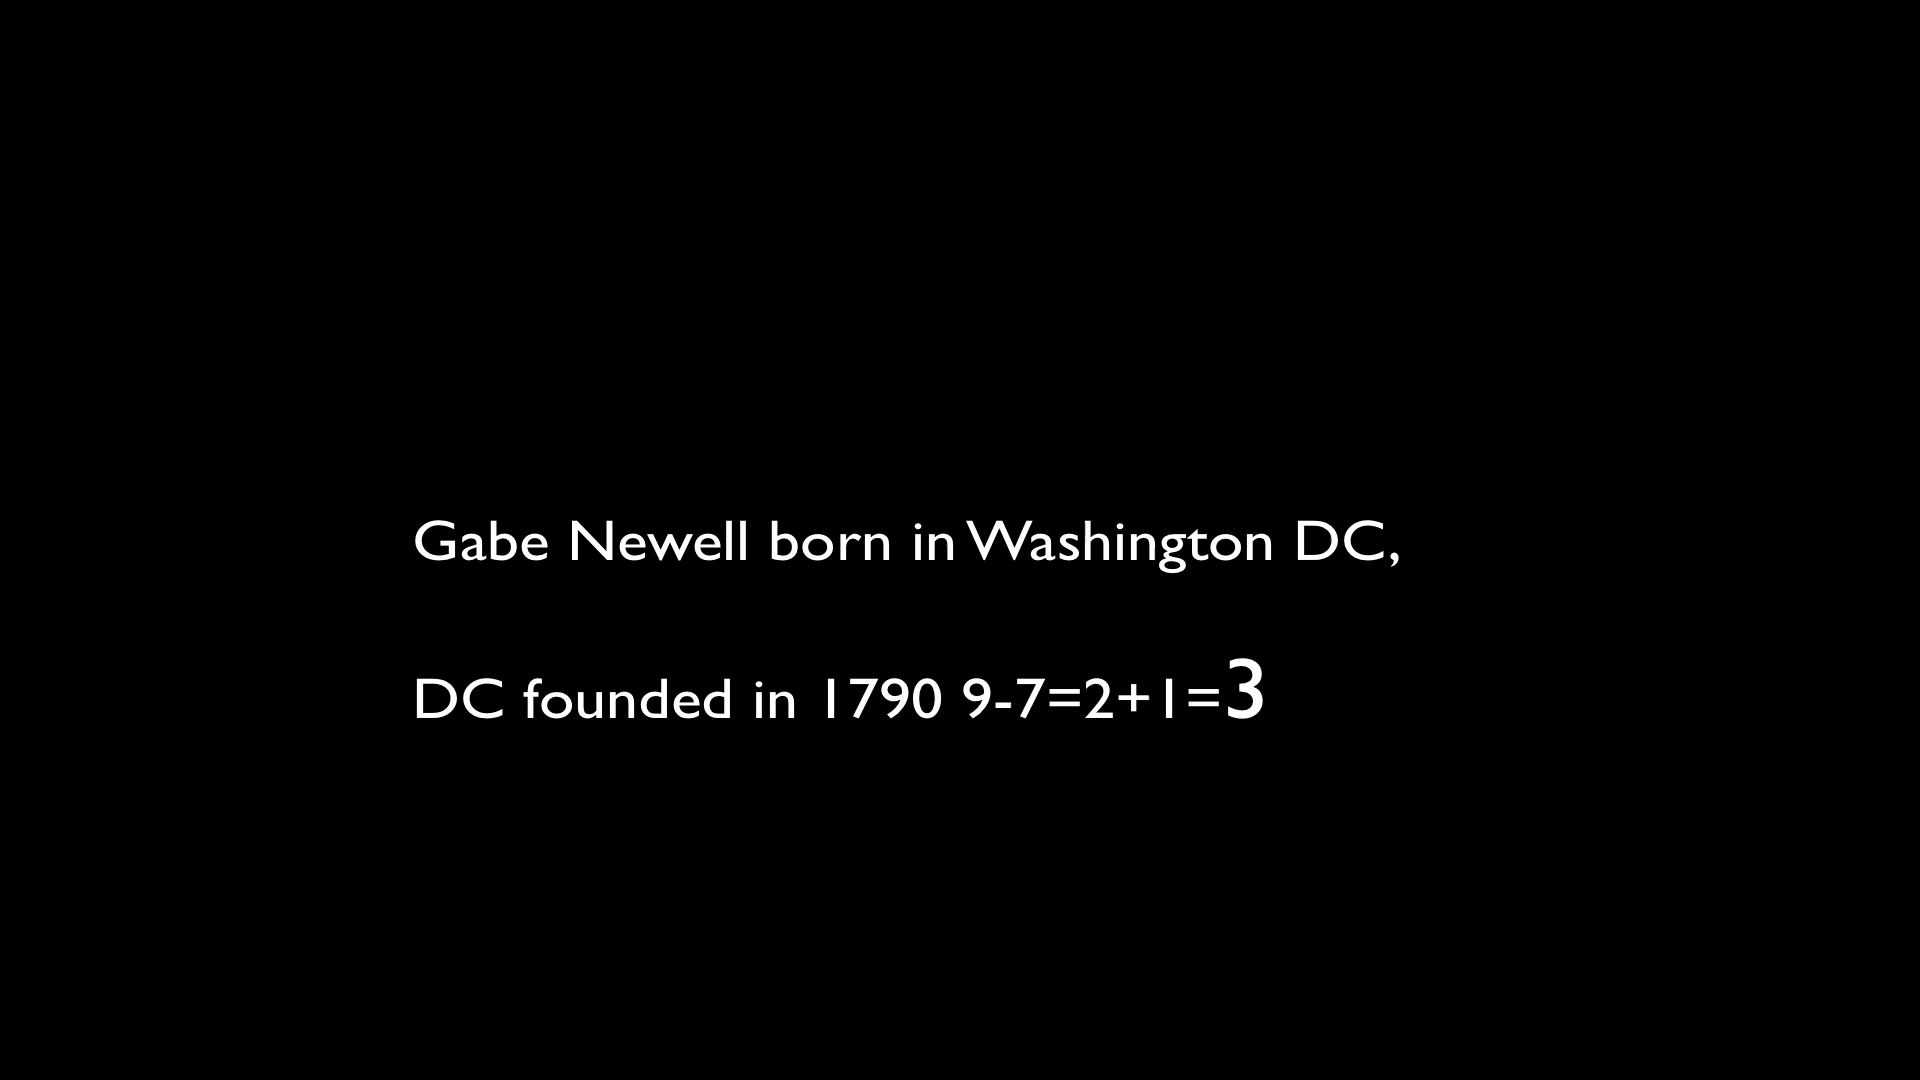 Gabe Newell born in Washington DC,
DC founded in 1790 9-7=2+1=3